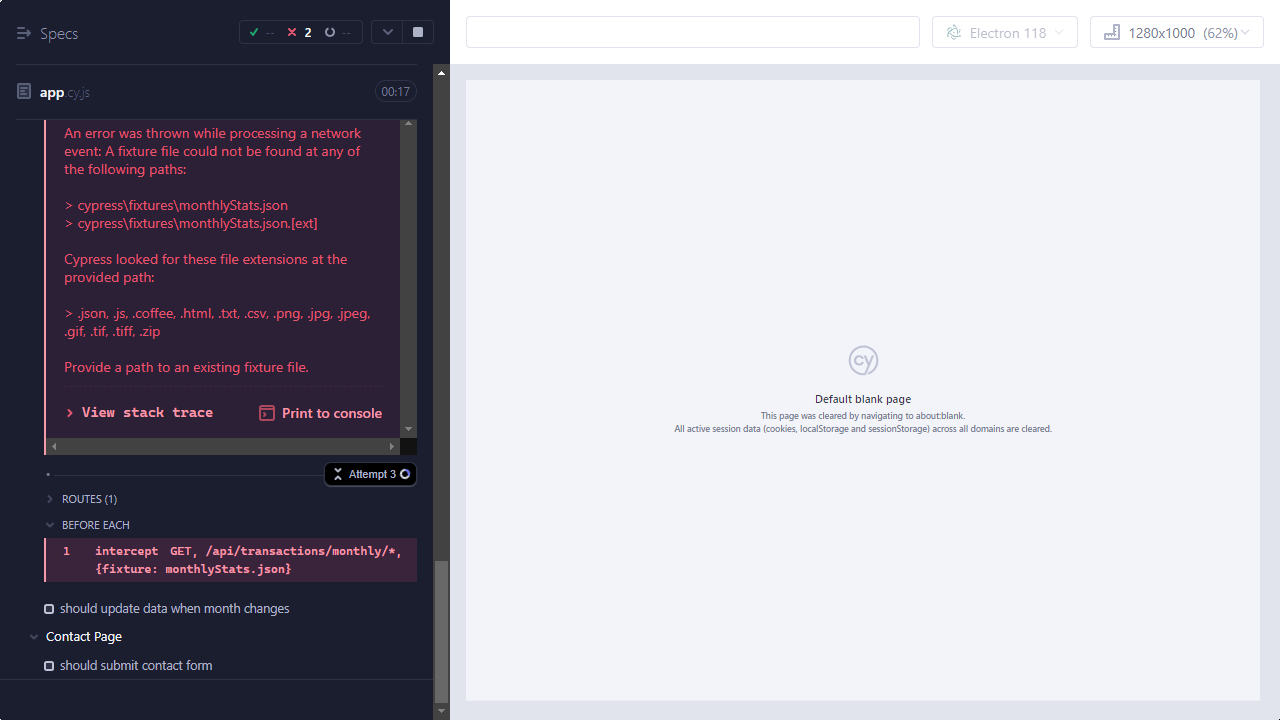 Specs
--
2
--
Electron 118
1280x1000 (62%)
app.cy.js
00:17
An error was thrown while processing a network
event: A fixture file could not be found at any of
the following paths:
> cypress\fixtures\monthlyStats.json
> cypress\fixtures\monthlyStats.json.[ext]
Cypress looked for these file extensions at the
provided path:
> .json, .js, .coffee, .html, .txt, .csv, .png, .jpg, .jpeg,
.gif, .tif, .tiff, .zip
Provide a path to an existing fixture file.
View stack trace
Print to console
Attempt 3
ROUTES (1)
BEFORE EACH
1 intercept GET, /api/transactions/monthly/*,
{fixture: monthlyStats.json}
should update data when month changes
Contact Page
should submit contact form
cy
Default blank page
This page was cleared by navigating to about:blank.
All active session data (cookies, localStorage and sessionStorage) across all domains are cleared.